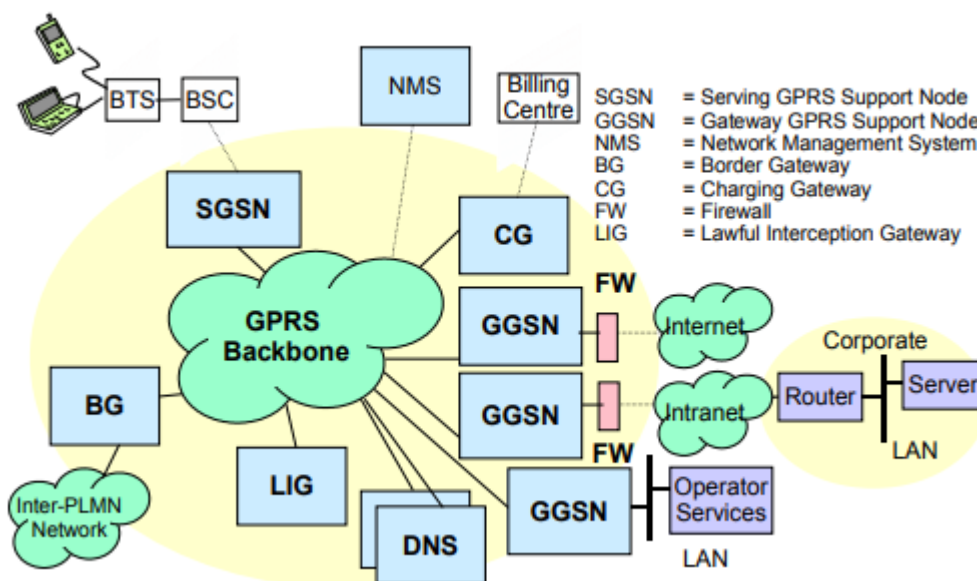 BTS
BSC
NMS
Billing
Centre
SGSN = Serving GPRS Support Node
GGSN = Gateway GPRS Support Node
NMS = Network Management System
BG = Border Gateway
CG = Charging Gateway
FW = Firewall
LIG = Lawful Interception Gateway
SGSN
CG
FW
GPRS
Backbone
GGSN
Internet
Corporate
BG
GGSN
Intranet
Router
Server
FW
LAN
Inter-PLMN
Network
LIG
DNS
GGSN
Operator
Services
LAN